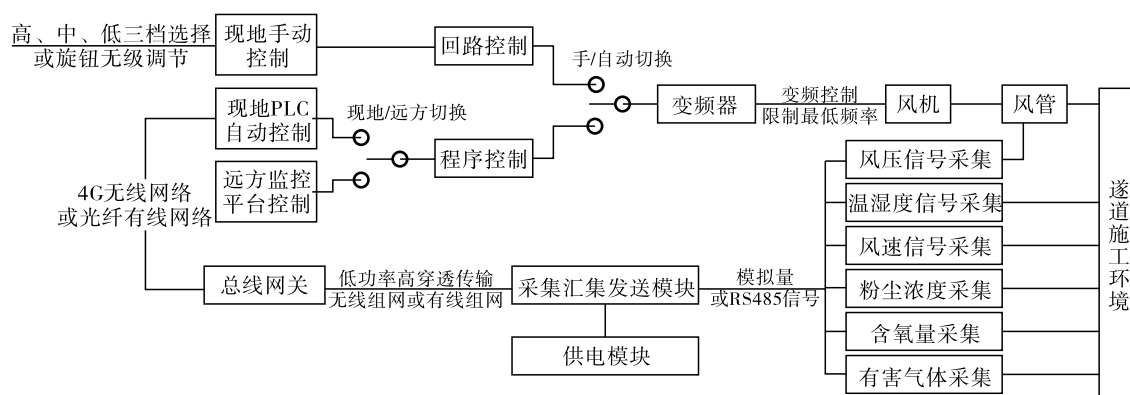 高、中、低三档选择
或旋钮无级调节
现地手动
控制
回路控制
手/自动切换
现地PLC
自动控制
现地/远方切换
变频器
变频控制
限制最低频率
风机
风管
远方监控
平台控制
程序控制
4G无线网络
或光纤有线网络
风压信号采集
温湿度信号采集
风速信号采集
粉尘浓度采集
含氧量采集
有害气体采集
总线网关
低功率高穿透传输
无线组网或有线组网
采集汇集发送模块
模拟量
或RS485信号
供电模块
遂道施工环境